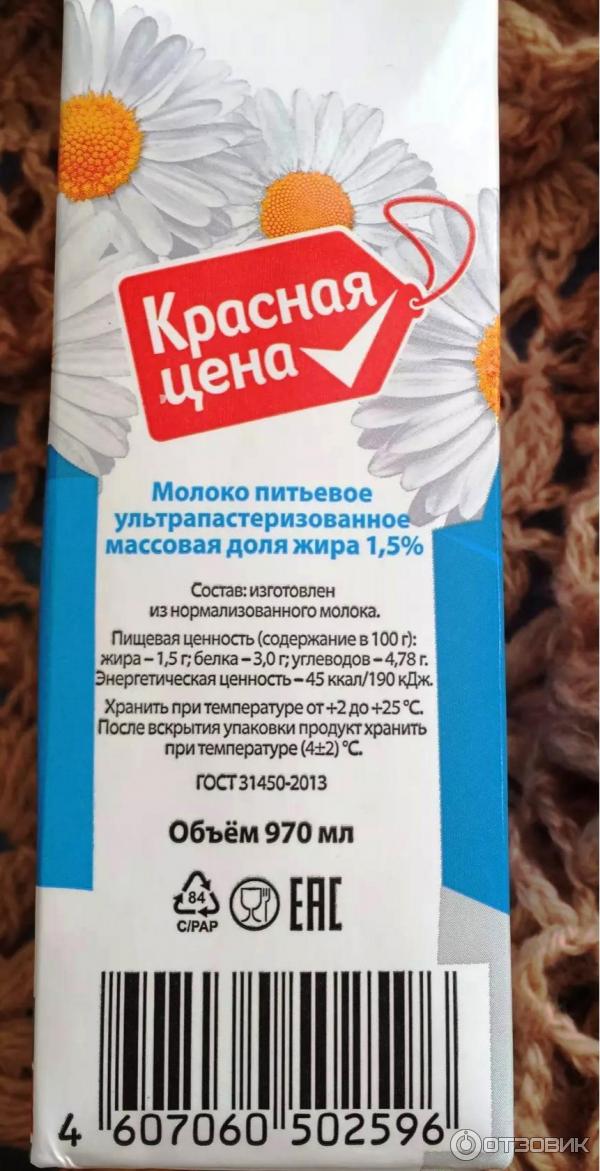 Красная
цена
Молоко питьевое
ультрапастеризованное
массовая доля жира 1,5%
Состав: изготовлен
из нормализованного молока.
Пищевая ценность (содержание в 100 г):
жира – 1,5 г; белка – 3,0 г; углеводов – 4,78 г.
Энергетическая ценность – 45 ккал/190 кДж.
Хранить при температуре от +2 до +25 °С.
После вскрытия упаковки продукт хранить
при температуре (4±2) °С.
ГОСТ 31450-2013
Объём 970 мл
84
C/PAP
EAC
4 607060 502596
ОТЗОВИК